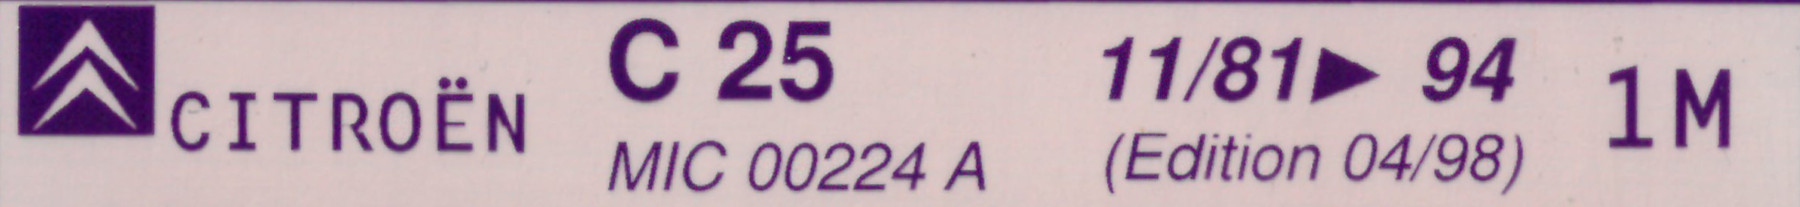 CITROËN
C 25
MIC 00224 A
11/81▶ 94
(Edition 04/98)
1M